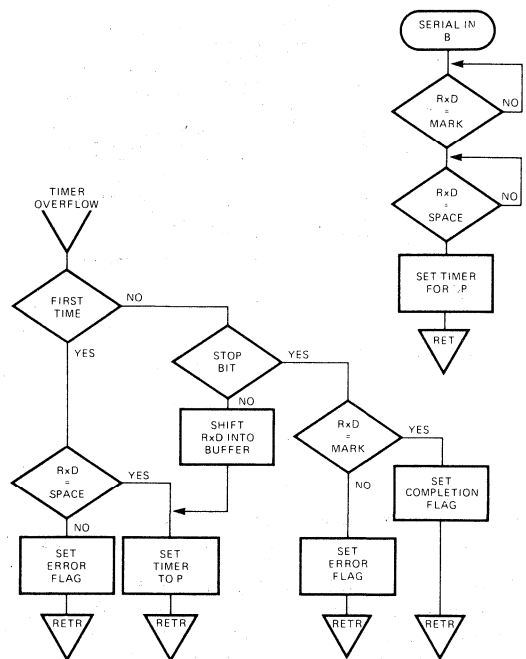 SERIAL IN
B
RxD
=
MARK
NO
RxD
=
SPACE
NO
SET TIMER
FOR P
RET
TIMER
OVERFLOW
FIRST
TIME
NO
YES
STOP
BIT
YES
NO
SHIFT
RxD INTO
BUFFER
RxD
=
MARK
YES
NO
SET
COMPLETION
FLAG
RxD
=
SPACE
YES
NO
SET
ERROR
FLAG
SET
TIMER
TO P
SET
ERROR
FLAG
RETR
RETR
RETR
RETR